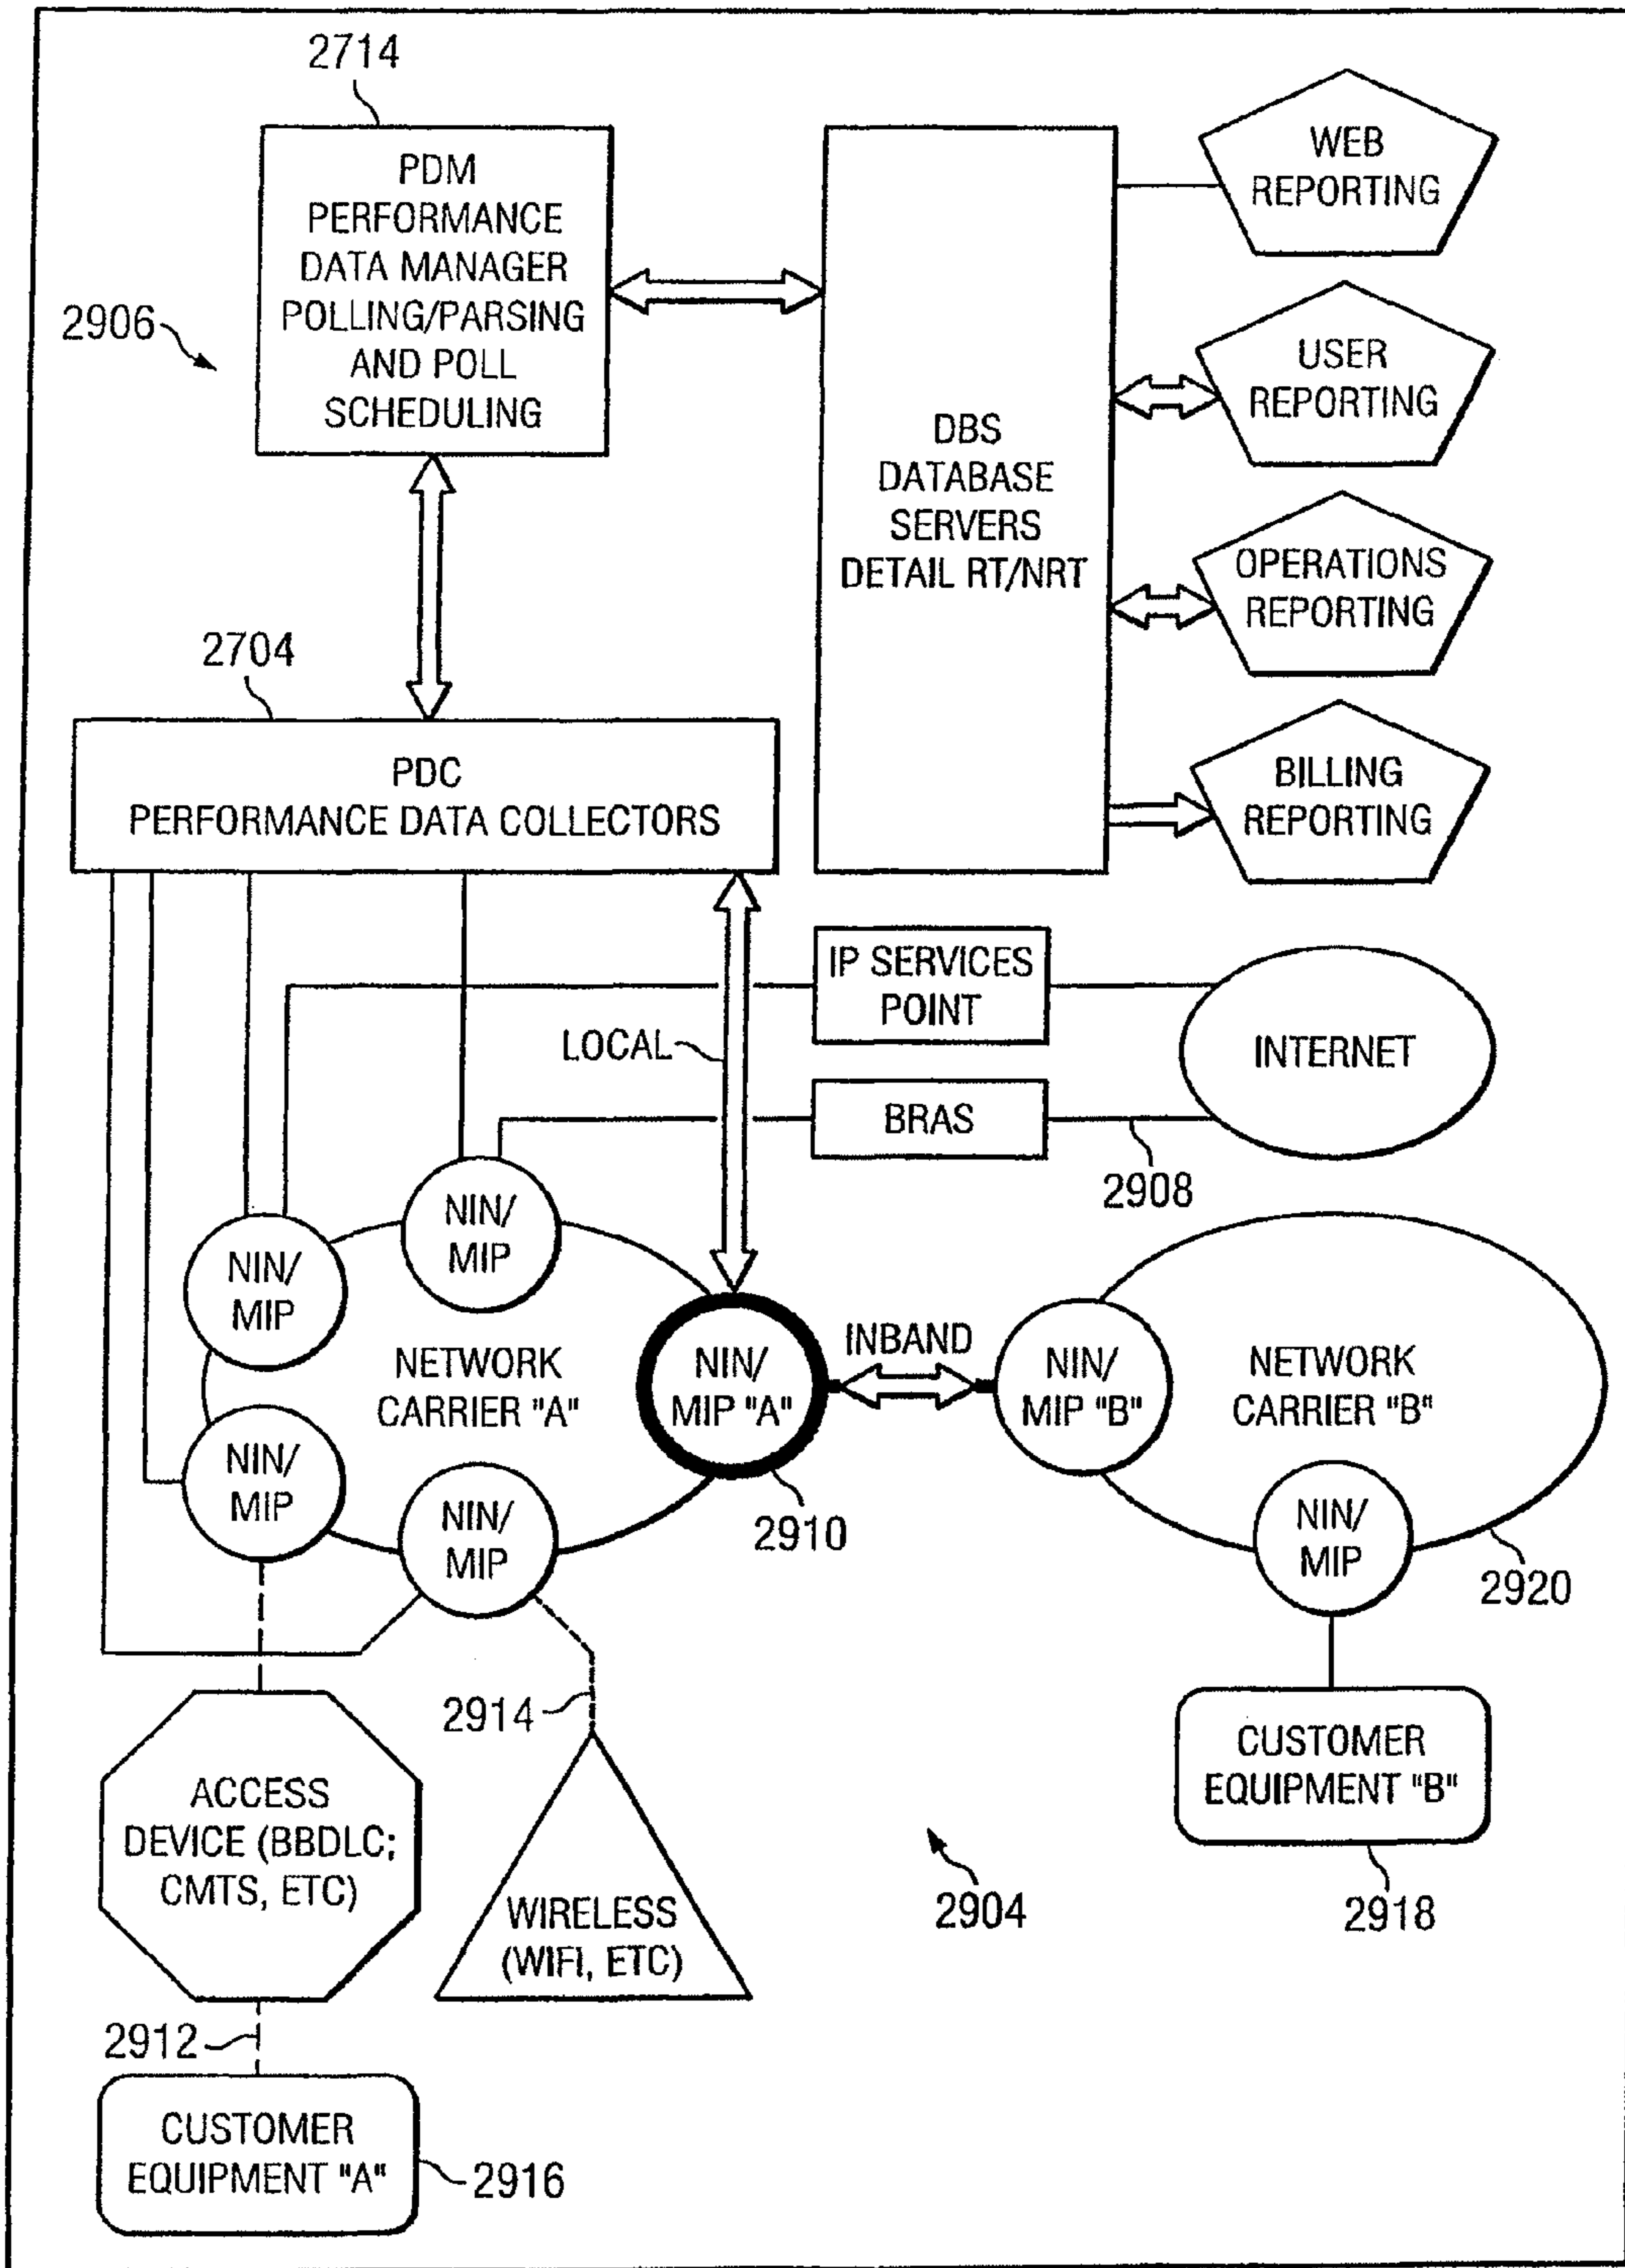 2714
PDM
PERFORMANCE
DATA MANAGER
POLLING/PARSING
AND POLL
SCHEDULING
2906
DBS
DATABASE
SERVERS
DETAIL RT/NRT
WEB
REPORTING
USER
REPORTING
OPERATIONS
REPORTING
BILLING
REPORTING
2704
PDC
PERFORMANCE DATA COLLECTORS
IP SERVICES
POINT
LOCAL
BRAS
INTERNET
2908
NIN/
MIP
NIN/
MIP
NETWORK
CARRIER "A"
NIN/
MIP "A"
INBAND
NIN/
MIP "B"
NETWORK
CARRIER "B"
NIN/
MIP
NIN/
MIP
2910
NIN/
MIP
2920
2914
ACCESS
DEVICE (BBDLC;
CMTS, ETC)
WIRELESS
(WIFI, ETC)
2904
CUSTOMER
EQUIPMENT "B"
2918
2912
CUSTOMER
EQUIPMENT "A"
2916